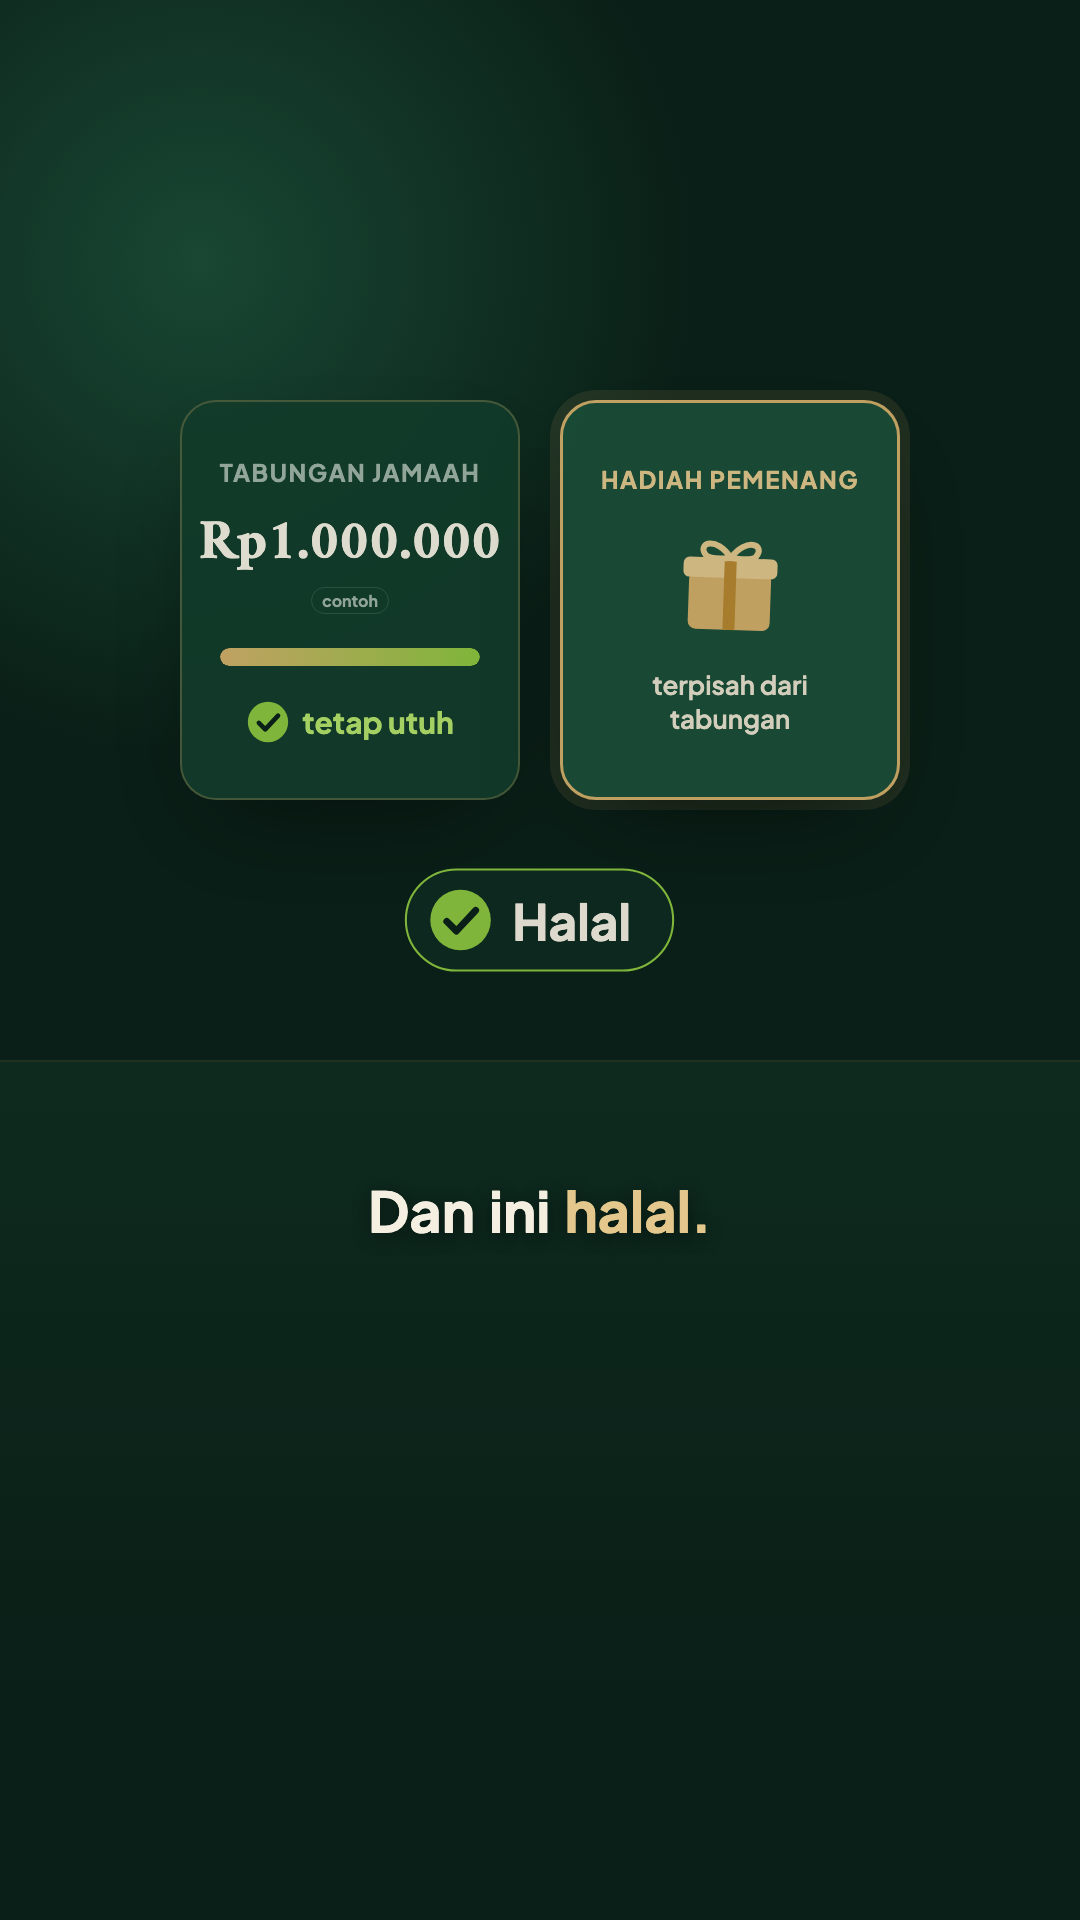 TABUNGAN JAMAAH
Rp1.000.000
contoh
tetap utuh
HADIAH PEMENANG
terpisah dari
tabungan
Halal
Dan ini halal.